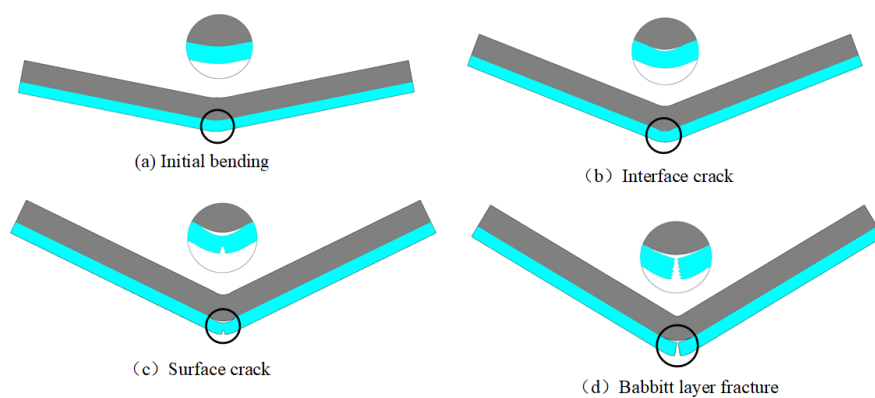 (a) Initial bending
（b）Interface crack
（c）Surface crack
（d）Babbitt layer fracture